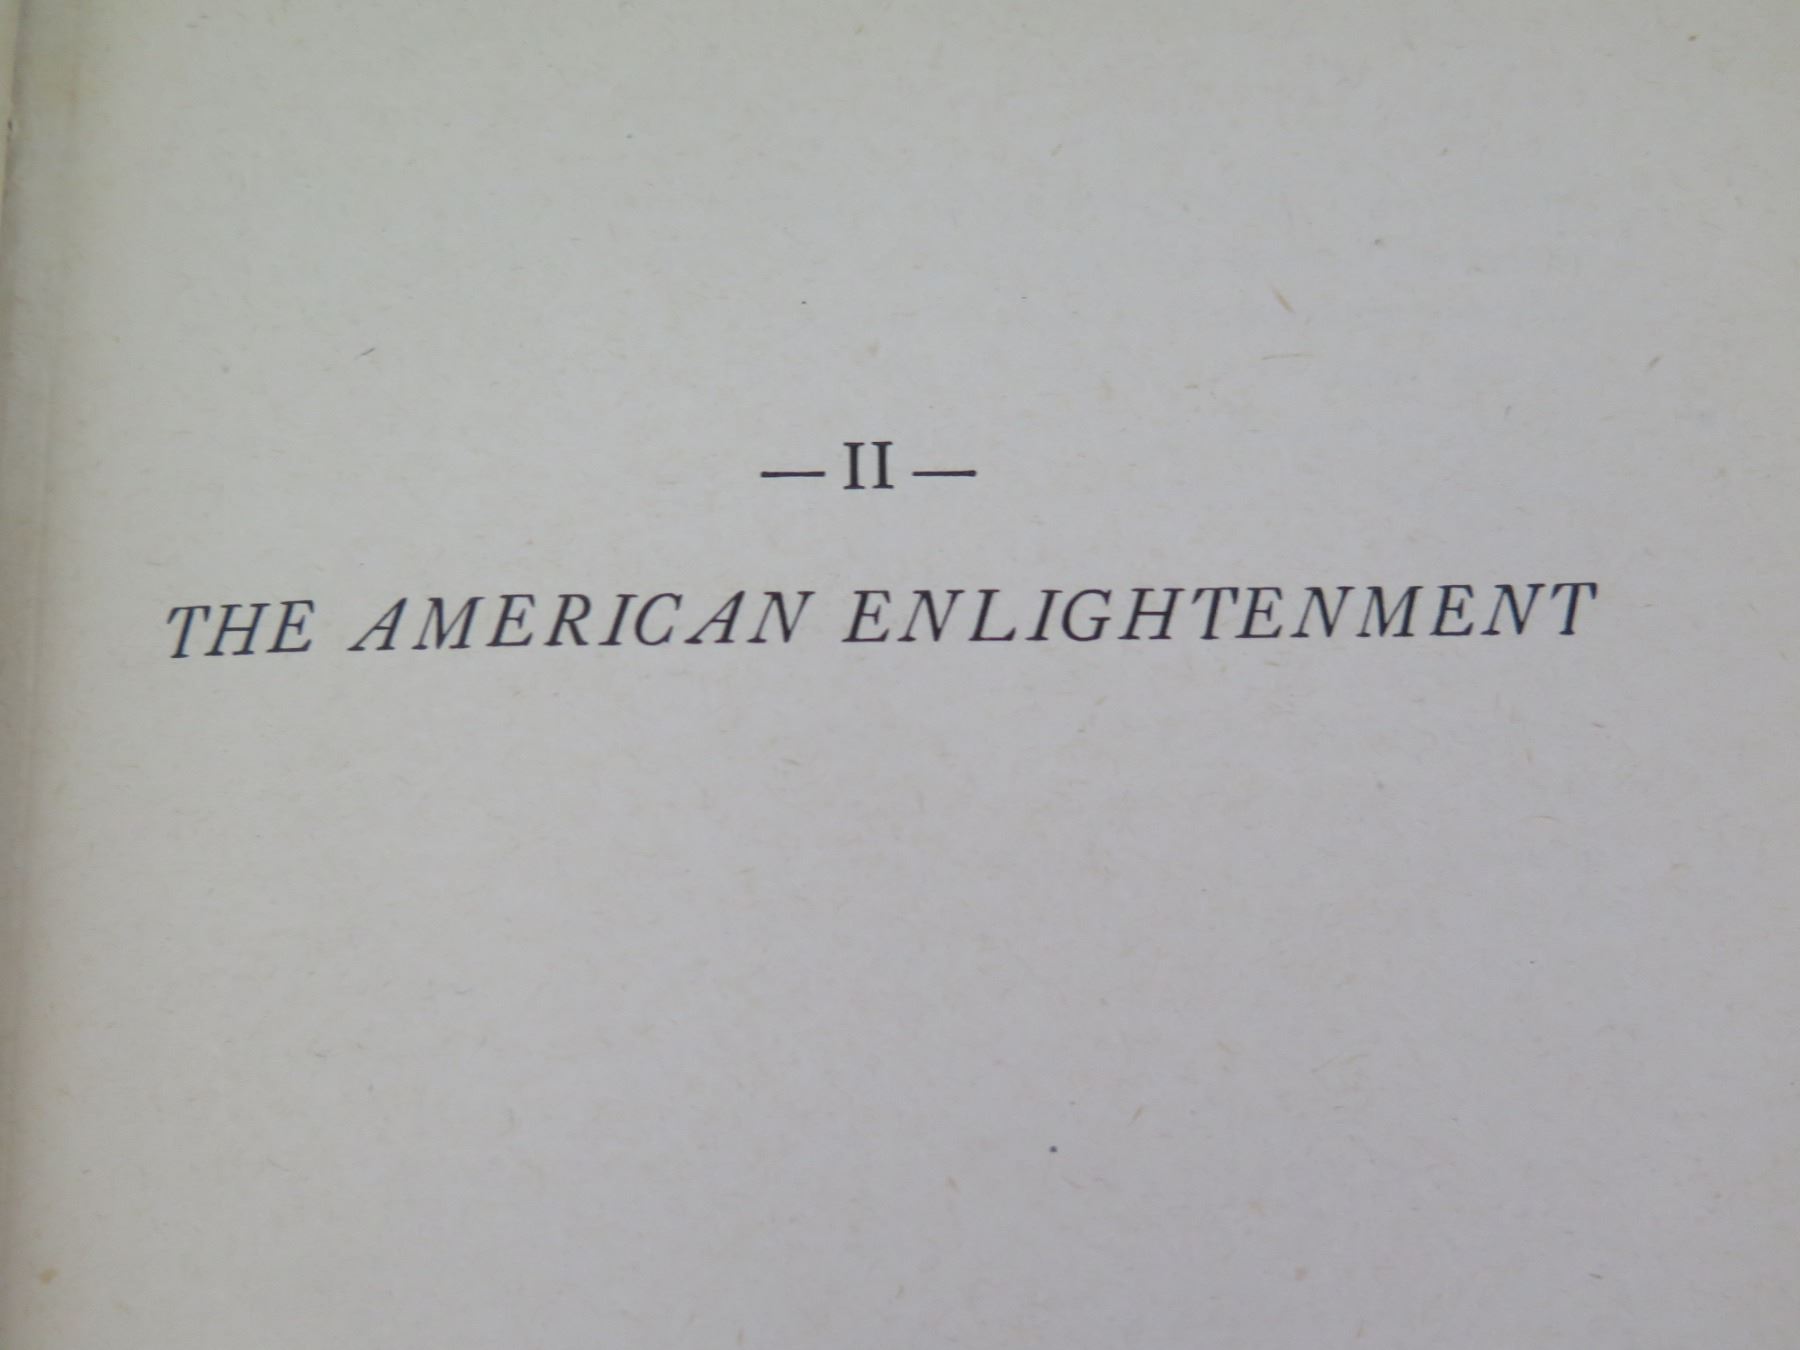 — II —
THE AMERICAN ENLIGHTENMENT